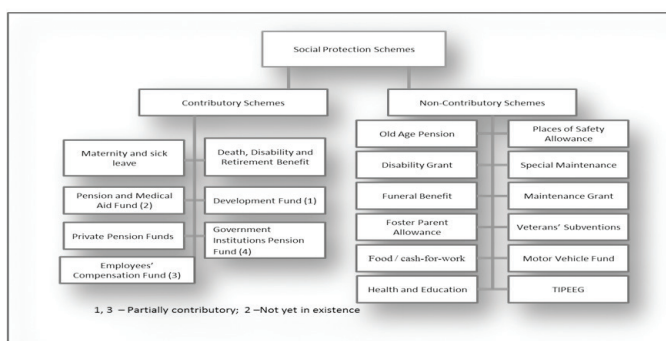 Social Protection Schemes
Contributory Schemes
Non-Contributory Schemes
Maternity and sick
leave
Death, Disability and
Retirement Benefit
Pension and Medical
Aid Fund (2)
Development Fund (1)
Private Pension Funds
Government
Institutions Pension
Fund (4)
Employees'
Compensation Fund (3)
Old Age Pension
Places of Safety
Allowance
Disability Grant
Special Maintenance
Funeral Benefit
Maintenance Grant
Foster Parent
Allowance
Veterans' Subventions
Food / cash-for-work
Motor Vehicle Fund
Health and Education
TIPEEG
1, 3 – Partially contributory; 2 –Not yet in existence